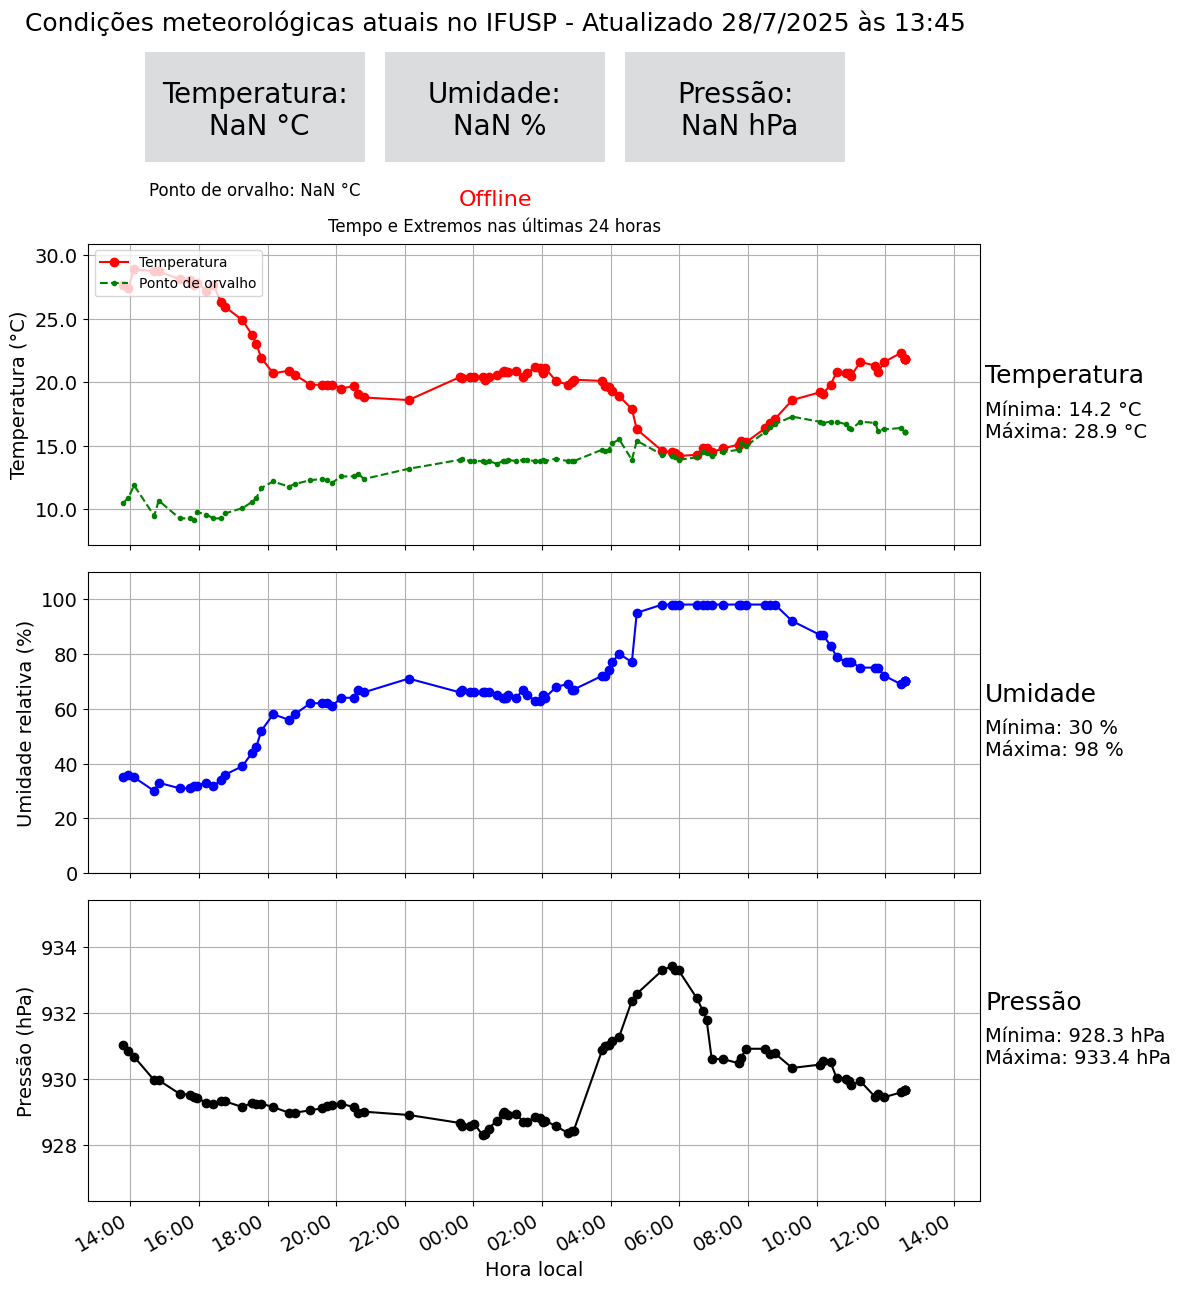 Condições meteorológicas atuais no IFUSP - Atualizado 28/7/2025 às 13:45
Temperatura:
NaN °C
Umidade:
NaN %
Pressão:
NaN hPa
Ponto de orvalho: NaN °C
Offline
Tempo e Extremos nas últimas 24 horas
Temperatura
Ponto de orvalho
Temperatura (°C)
30.0
25.0
20.0
15.0
10.0
Temperatura
Mínima: 14.2 °C
Máxima: 28.9 °C
Umidade relativa (%)
100
80
60
40
20
0
Umidade
Mínima: 30 %
Máxima: 98 %
Pressão (hPa)
934
932
930
928
Pressão
Mínima: 928.3 hPa
Máxima: 933.4 hPa
14:00
16:00
18:00
20:00
22:00
00:00
02:00
04:00
06:00
08:00
10:00
12:00
14:00
Hora local